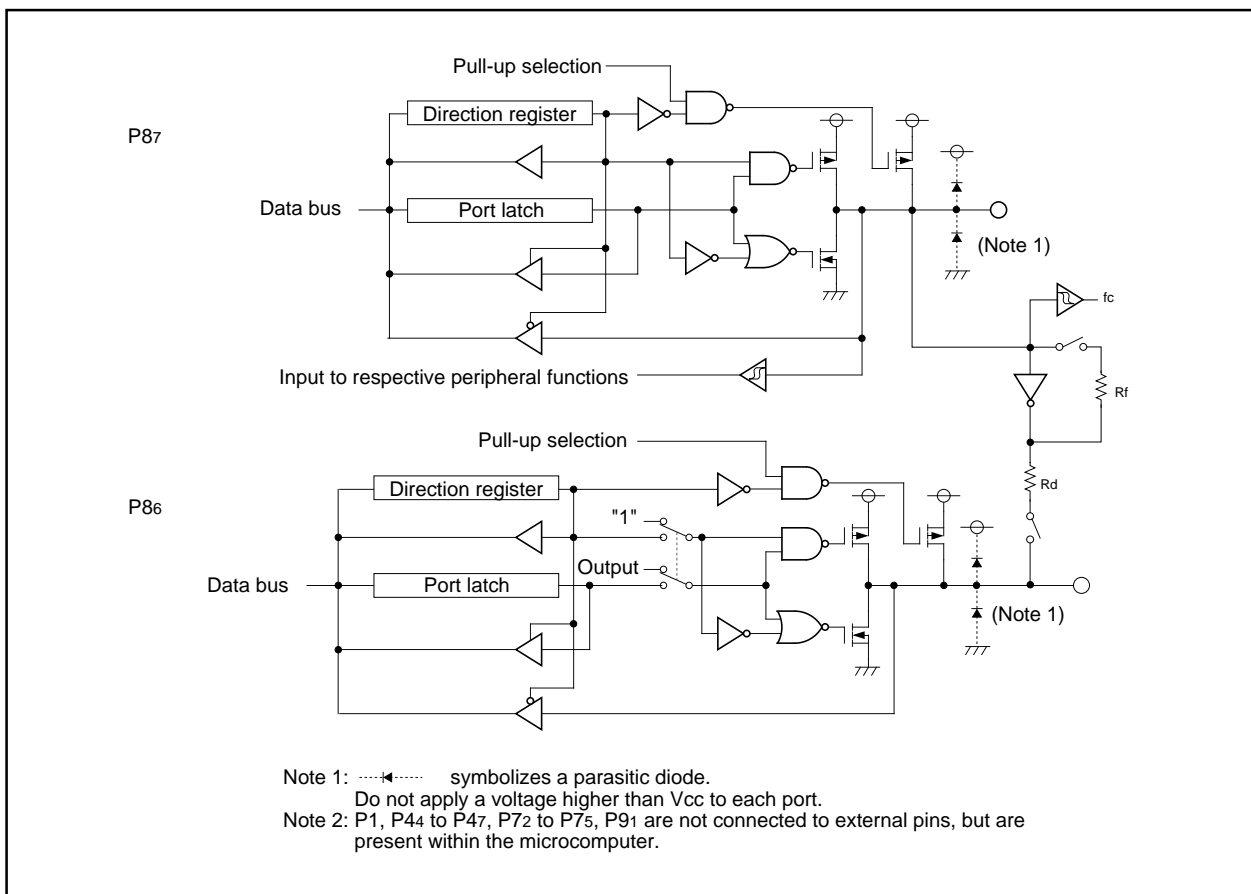 Pull-up selection
Direction register
P87
Data bus
Port latch
(Note 1)
fc
Input to respective peripheral functions
Rf
Pull-up selection
Direction register
Rd
P86
"1"
Output
Data bus
Port latch
(Note 1)
Note 1: symbolizes a parasitic diode.
Do not apply a voltage higher than Vcc to each port.
Note 2: P1, P44 to P47, P72 to P75, P91 are not connected to external pins, but are
present within the microcomputer.